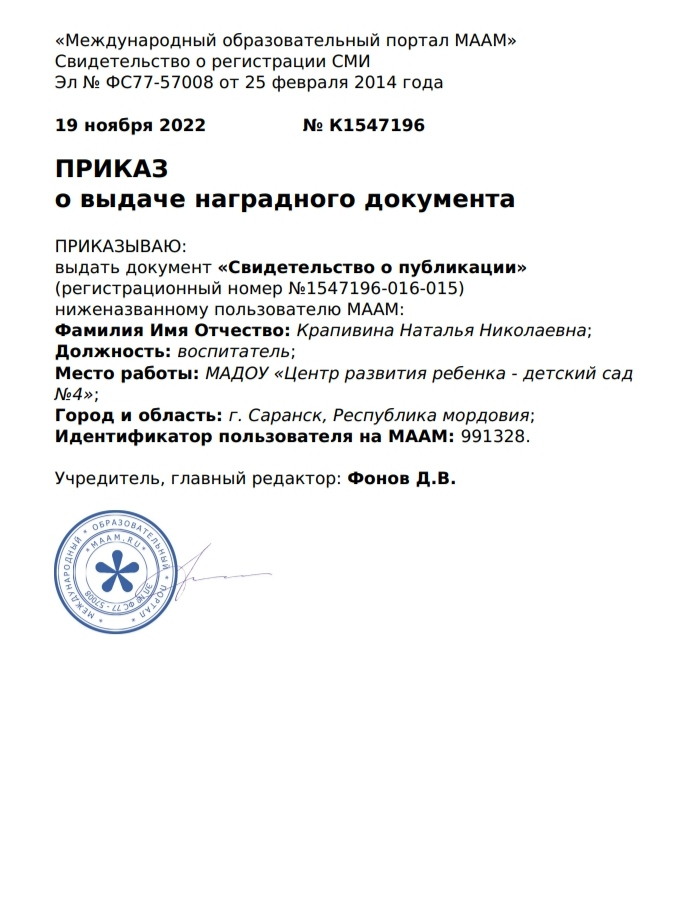 «Международный образовательный портал МААМ»
Свидетельство о регистрации СМИ
Эл № ФС77-57008 от 25 февраля 2014 года
19 ноября 2022 № К1547196
ПРИКАЗ
о выдаче наградного документа
ПРИКАЗЫВАЮ:
выдать документ «Свидетельство о публикации»
(регистрационный номер №1547196-016-015)
ниженазванному пользователю МААМ:
Фамилия Имя Отчество: Крапивина Наталья Николаевна;
Должность: воспитатель;
Место работы: МАДОУ «Центр развития ребенка - детский сад
№4»;
Город и область: г. Саранск, Республика мордовия;
Идентификатор пользователя на МААМ: 991328.
Учредитель, главный редактор: Фонов Д.В.
* МЕЖДУНАРОДНЫЙ * ОБРАЗОВАТЕЛЬНЫЙ * ПОРТАЛ *
* MAAM.RU *
ЭЛ № ФС 77 - 57008